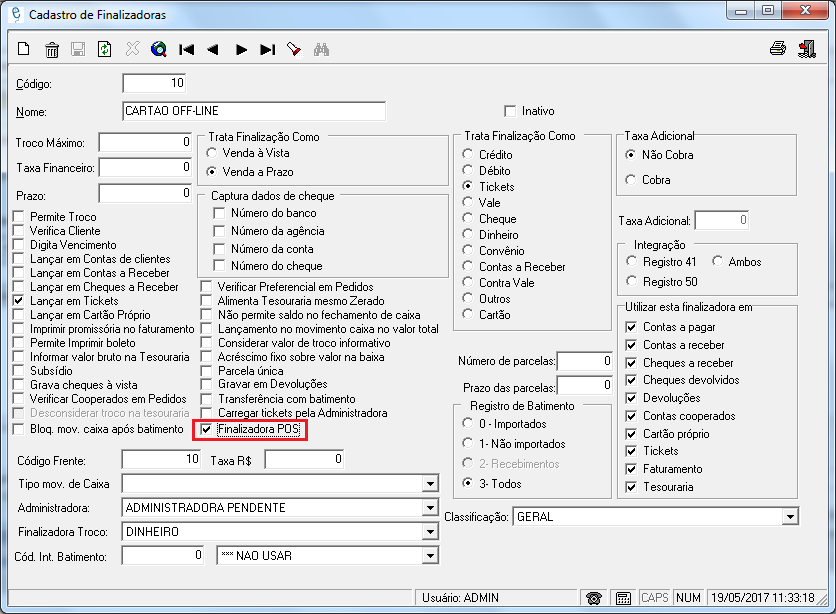 Cadastro de Finalizadoras
Código: 10
Nome: CARTAO OFF-LINE
Inativo
Troco Máximo: 0
Taxa Financeiro: 0
Prazo: 0
Permite Troco
Verifica Cliente
Digita Vencimento
Lançar em Contas de clientes
Lançar em Contas a Receber
Lançar em Cheques a Receber
Lançar em Tickets
Lançar em Cartão Próprio
Imprimir promissória no faturamento
Permite Imprimir boleto
Informar valor bruto na Tesouraria
Subsídio
Grava cheques à vista
Verificar Cooperados em Pedidos
Desconsiderar troco na tesouraria
Bloq. mov. caixa após batimento
Trata Finalização Como
Venda à Vista
Venda a Prazo
Captura dados de cheque
Número do banco
Número da agência
Número da conta
Número do cheque
Verificar Preferencial em Pedidos
Alimenta Tesouraria mesmo Zerado
Não permite saldo no fechamento de caixa
Lançamento no movimento caixa no valor total
Considerar valor de troco informativo
Acréscimo fixo sobre valor na baixa
Parcela única
Gravar em Devoluções
Transferência com batimento
Carregar tickets pela Administradora
Finalizadora POS
Trata Finalização Como
Crédito
Débito
Tickets
Vale
Cheque
Dinheiro
Convênio
Contas a Receber
Contra Vale
Outros
Cartão
Número de parcelas: 0
Prazo das parcelas: 0
Registro de Batimento
0 - Importados
1- Não importados
2- Recebimentos
3- Todos
Taxa Adicional
Não Cobra
Cobra
Taxa Adicional: 0
Integração
Registro 41
Ambos
Registro 50
Utilizar esta finalizadora em
Contas a pagar
Contas a receber
Cheques a receber
Cheques devolvidos
Devoluções
Contas cooperados
Cartão próprio
Tickets
Faturamento
Tesouraria
Código Frente: 10
Taxa R$ 0
Tipo mov. de Caixa
Administradora: ADMINISTRADORA PENDENTE
Finalizadora Troco: DINHEIRO
Cód. Int. Batimento: 0
*** NAO USAR
Classificação: GERAL
Usuário: ADMIN
CAPS
NUM
19/05/2017 11:33:18